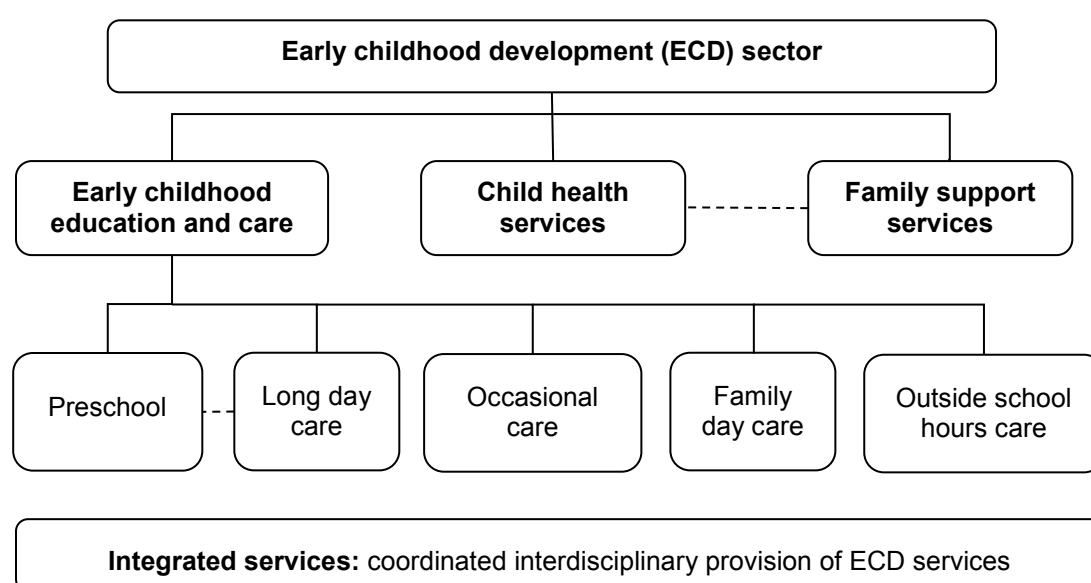 Early childhood development (ECD) sector
Early childhood
education and care
Child health
services
Family support
services
Preschool
Long day
care
Occasional
care
Family
day care
Outside school
hours care
Integrated services: coordinated interdisciplinary provision of ECD services